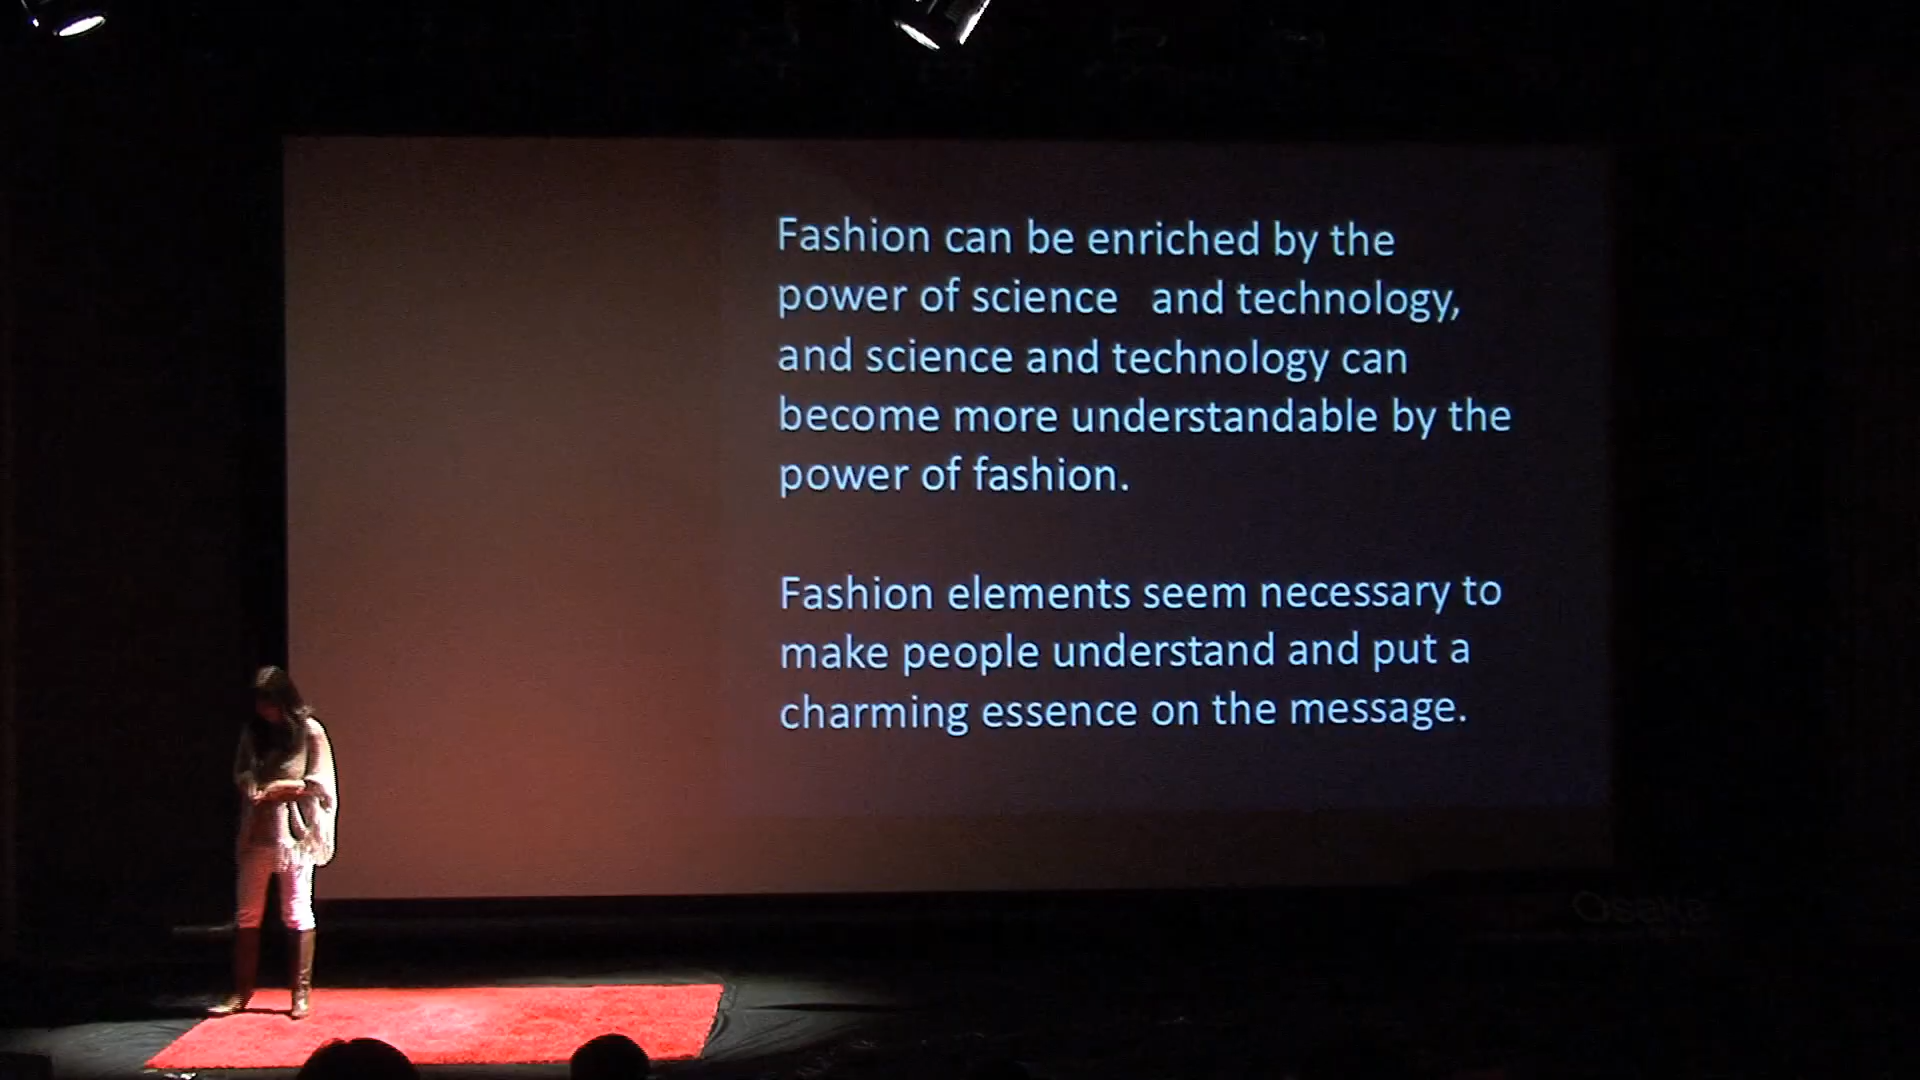 Fashion can be enriched by the
power of science   and technology,
and science and technology can
become more understandable by the
power of fashion.
Fashion elements seem necessary to
make people understand and put a
charming essence on the message.
Osaka